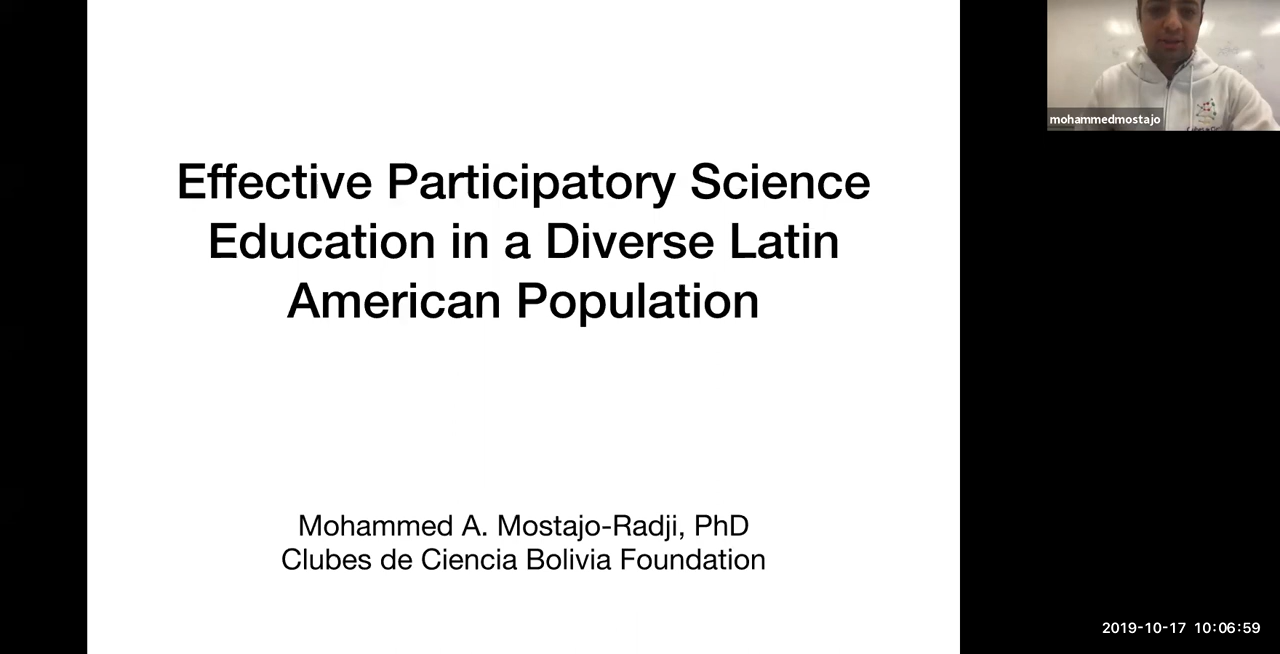 Effective Participatory Science
Education in a Diverse Latin
American Population
Mohammed A. Mostajo-Radji, PhD
Clubes de Ciencia Bolivia Foundation
mohammedmostajo
2019-10-17 10:06:59